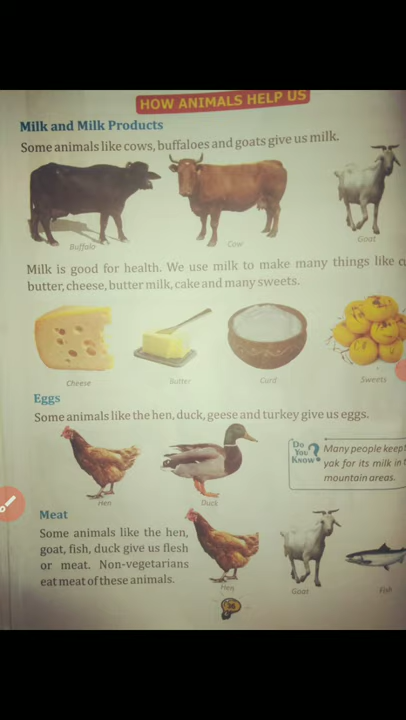 HOW ANIMALS HELP US
Milk and Milk Products
Some animals like cows, buffaloes and goats give us milk.
Buffalo
Cow
Goat
Milk is good for health. We use milk to make many things like
butter, cheese, butter milk, cake and many sweets.
Cheese
Butter
Curd
Sweets
Eggs
Some animals like the hen, duck, geese and turkey give us eggs.
Hen
Duck
Do You Know?
Many people keep
yak for its milk in
mountain areas.
Meat
Some animals like the hen,
goat, fish, duck give us flesh
or meat. Non-vegetarians
eat meat of these animals.
Hen
Goat
Fish
36